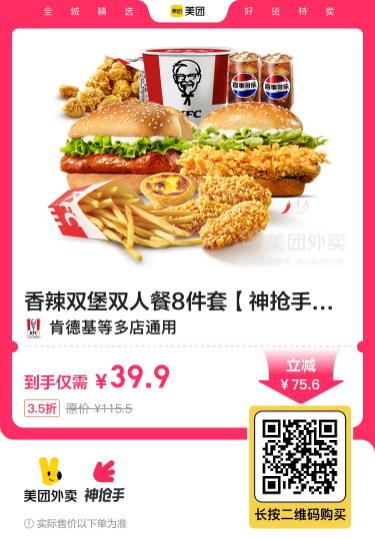 全城精选
美团 美团
好货特卖
KFC
百事可乐 百事可乐
KFC
美团外卖
香辣双堡双人餐8件套【神抢手...
KFC 肯德基等多店通用
到手仅需 ¥39.9
立减
¥75.6
3.5折 原价 ¥115.5
美团外卖 神抢手
长按二维码购买
实际售价以下单为准